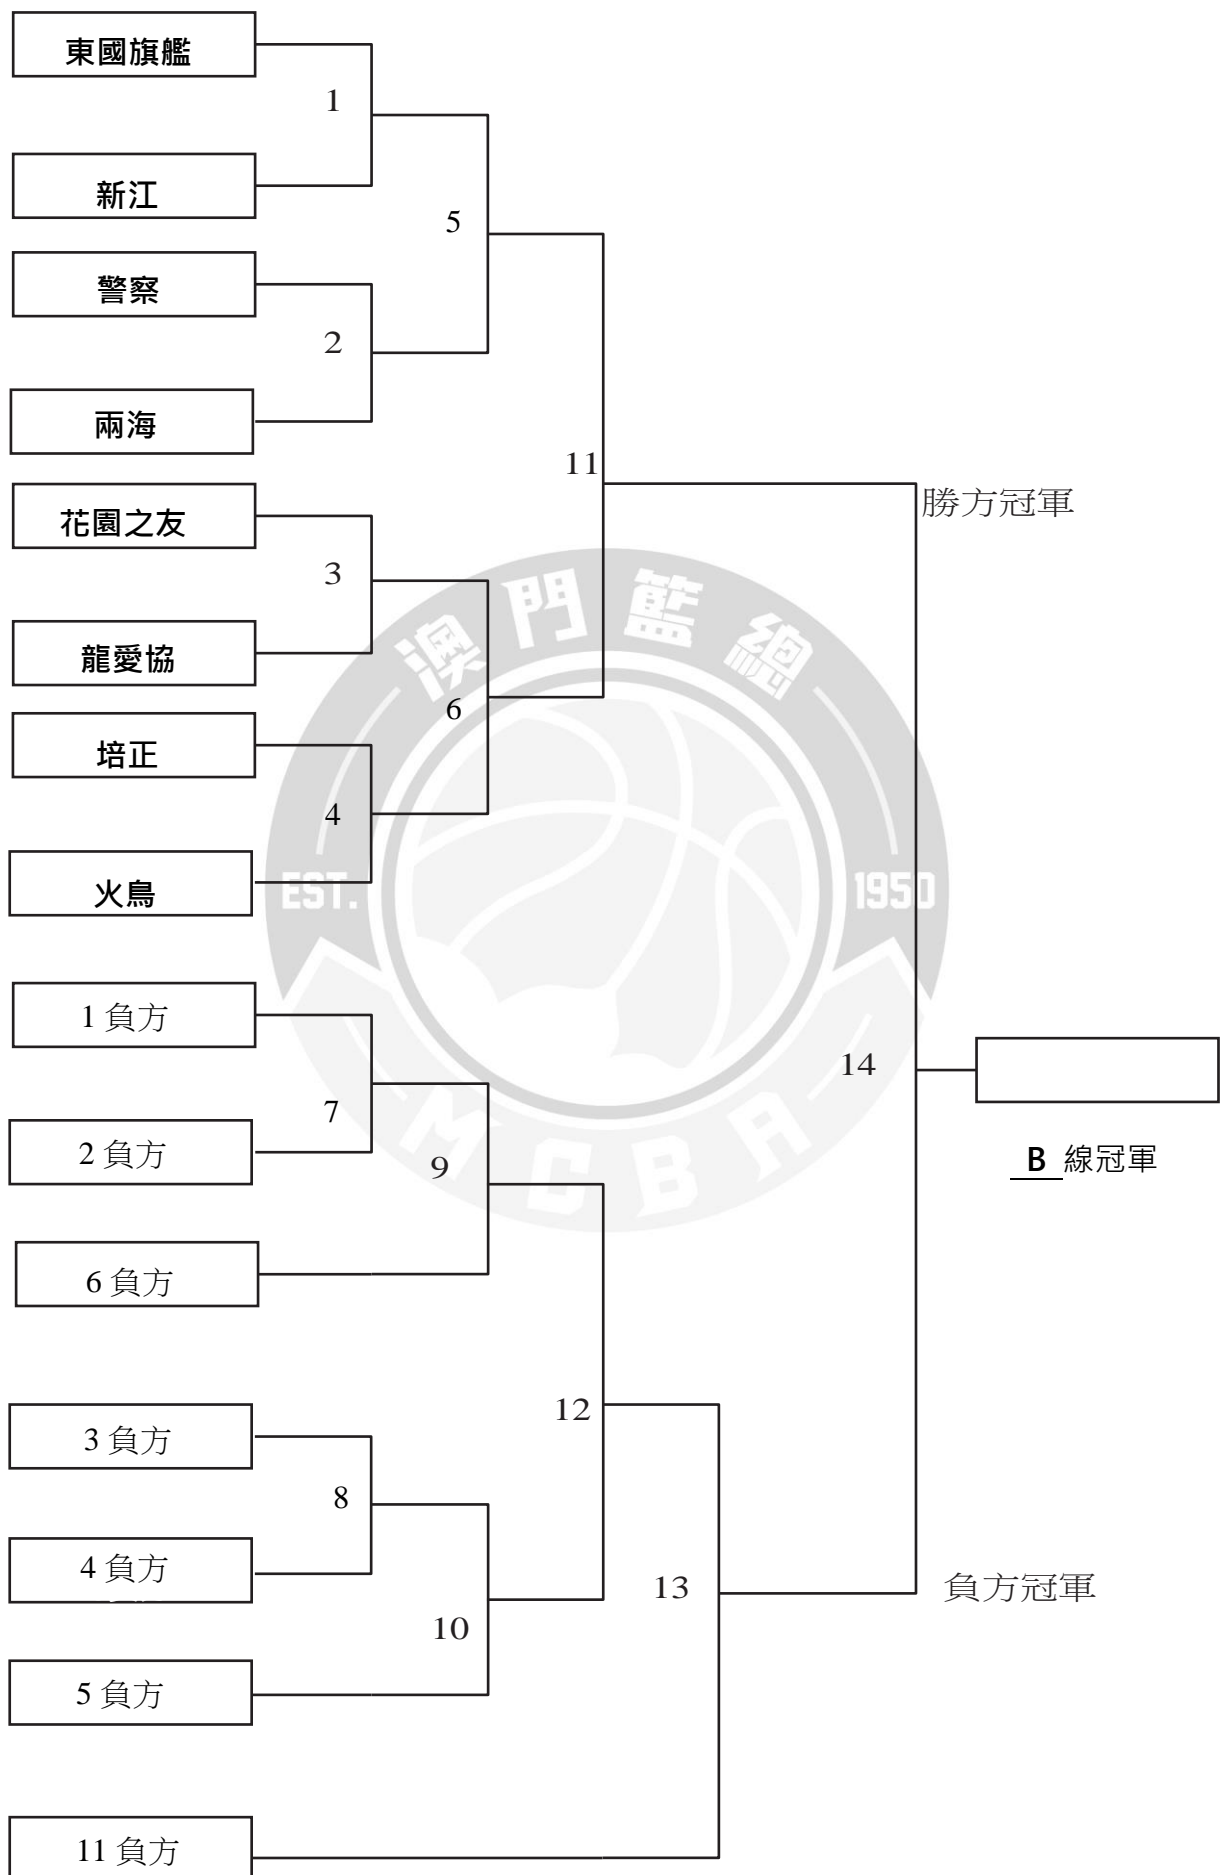 東國旗艦
1
新江
5
警察
2
兩海
11
勝方冠軍
花園之友
3
龍愛協
6
培正
4
火鳥
澳門籃總
EST.
1950
MCBA
1 負方
7
2 負方
9
6 負方
14
B 線冠軍
3 負方
8
4 負方
12
10
5 負方
13
負方冠軍
11 負方